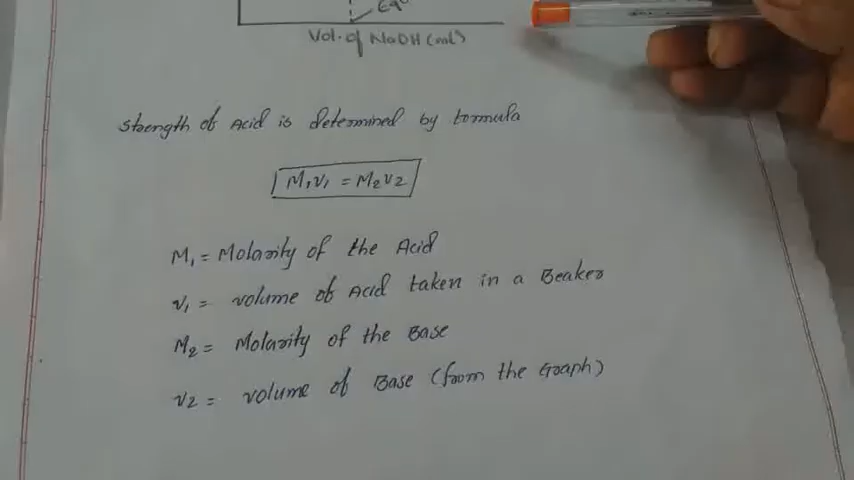 Eqᵘ
Vol. of NaOH (mL)
Strength of Acid is determined by formula
M₁V₁ = M₂V₂
M₁ = Molarity of the Acid
V₁ = volume of Acid taken in a Beaker
M₂ = Molarity of the Base
V₂ = volume of Base (from the Graph)